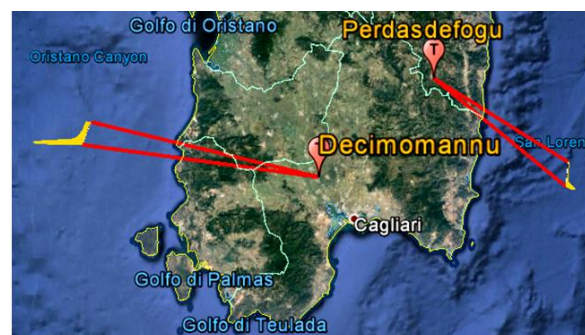 Golfo di Oristano
Perdasdefogu
Oristano Canyon
T
Decimomannu
San Loren
Cagliari
Golfo di Palmas
Golfo di Teulada